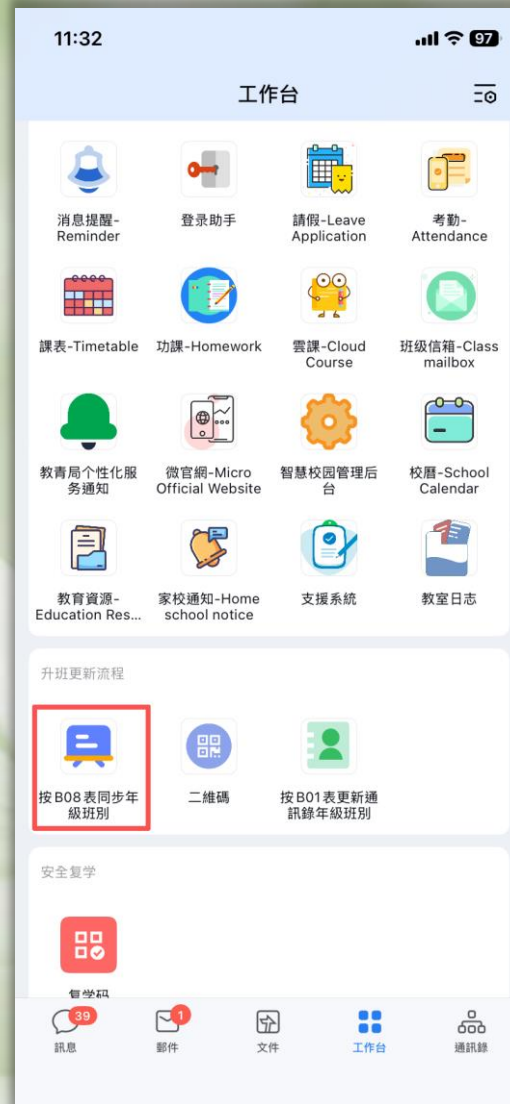 11:32
97
工作台
消息提醒-
Reminder
登录助手
請假-Leave
Application
考勤-
Attendance
課表-Timetable
功課-Homework
雲課-Cloud
Course
班级信箱-Class
mailbox
教青局个性化服
务通知
微官網-Micro
Official Website
智慧校园管理后
台
校曆-School
Calendar
教育資源-
Education Res...
家校通知-Home
school notice
支援系統
教室日志
升班更新流程
按B08表同步年
級班別
二維碼
按B01表更新通
訊錄年級班別
安全复学
复学码
39
1
訊息
郵件
文件
工作台
通訊錄